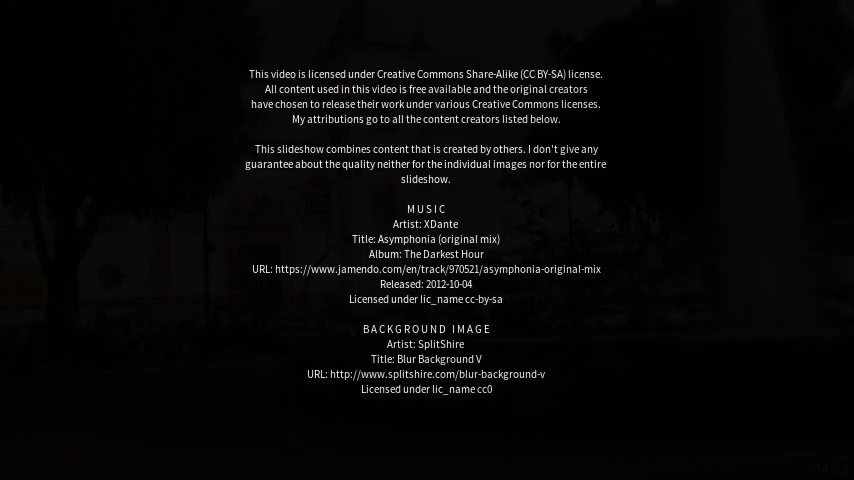 This video is licensed under Creative Commons Share-Alike (CC BY-SA) license.
All content used in this video is free available and the original creators
have chosen to release their work under various Creative Commons licenses.
My attributions go to all the content creators listed below.
This slideshow combines content that is created by others. I don't give any
guarantee about the quality neither for the individual images nor for the entire
slideshow.
MUSIC
Artist: XDante
Title: Asymphonia (original mix)
Album: The Darkest Hour
URL: https://www.jamendo.com/en/track/970521/asymphonia-original-mix
Released: 2012-10-04
Licensed under lic_name cc-by-sa
BACKGROUND IMAGE
Artist: SplitShire
Title: Blur Background V
URL: http://www.splitshire.com/blur-background-v
Licensed under lic_name cc0